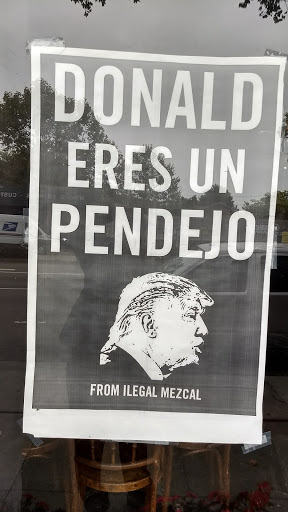 DONALD
ERES UN
PENDEJO
FROM ILEGAL MEZCAL